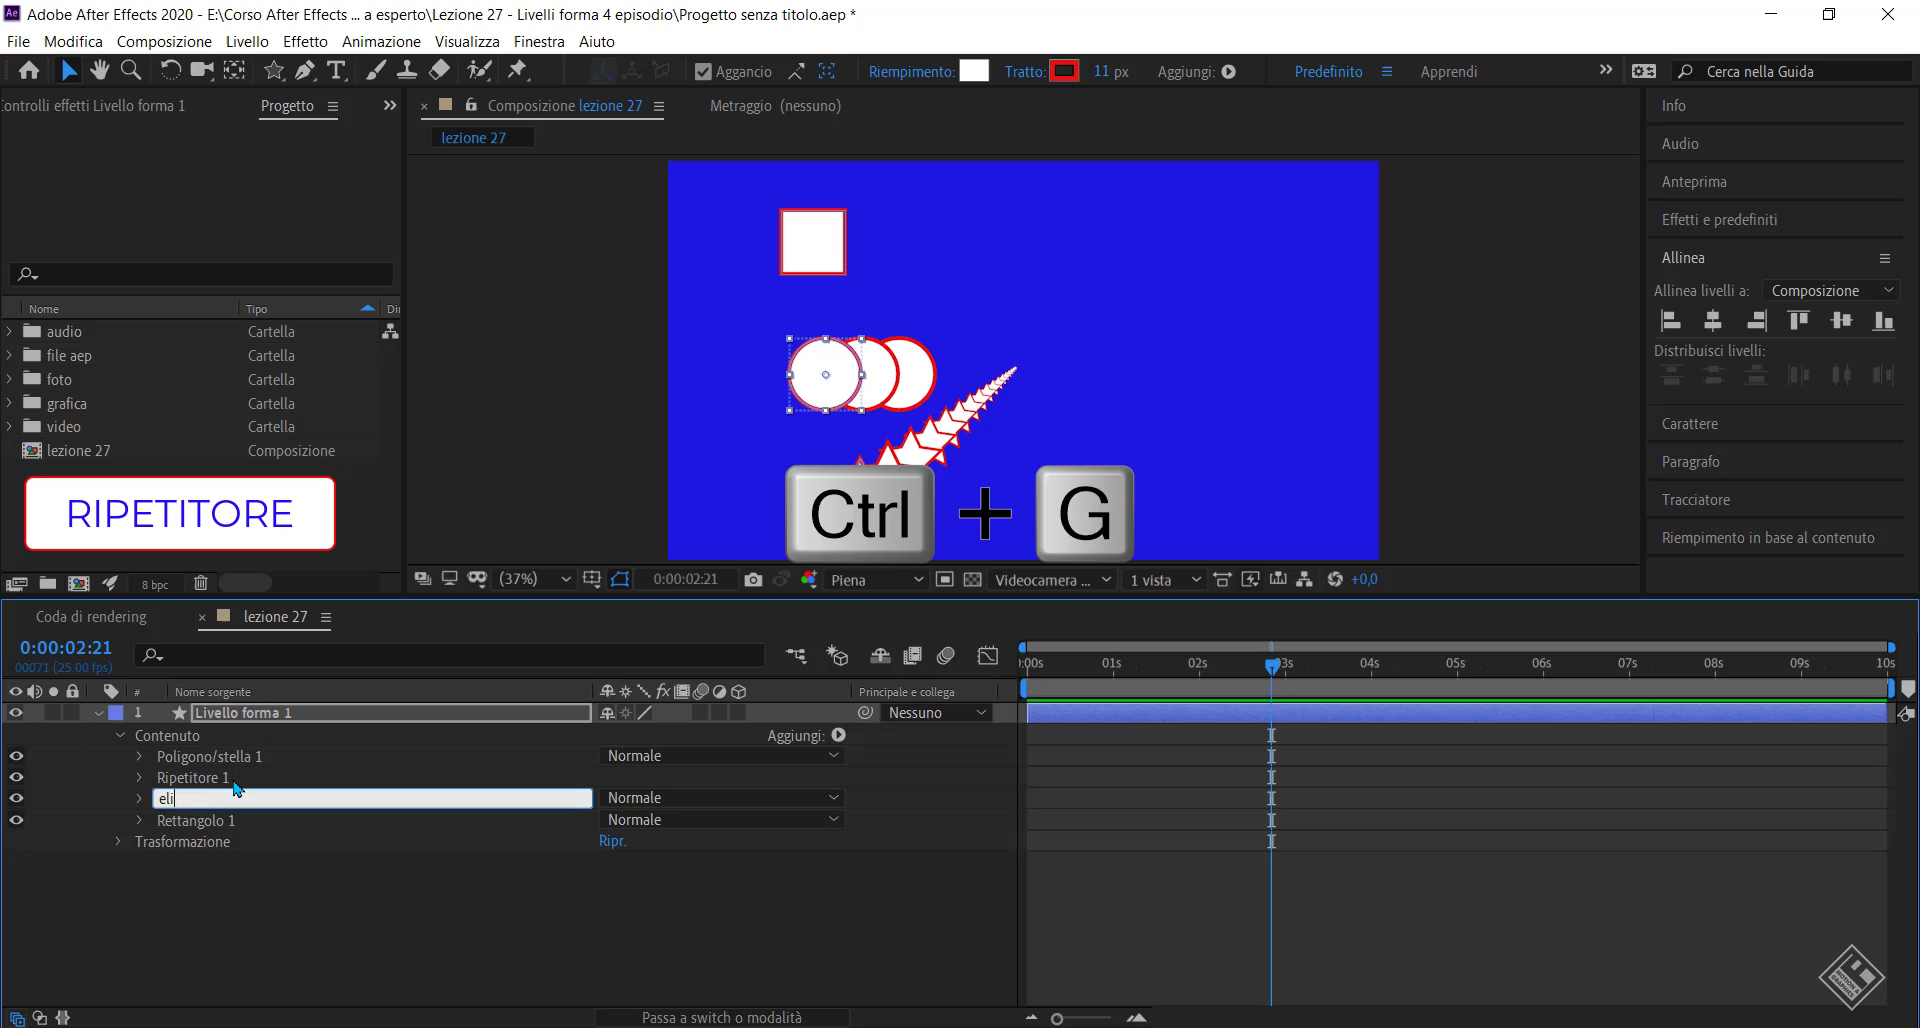 Adobe After Effects 2020 - E:\Corso After Effects ... a esperto\Lezione 27 - Livelli forma 4 episodio\Progetto senza titolo.aep *
File Modifica Composizione Livello Effetto Animazione Visualizza Finestra Aiuto
Aggancio Riempimento: Tratto: 11 px Aggiungi: Predefinito Apprendi Cerca nella Guida
ontrolli effetti Livello forma 1 Progetto
Composizione lezione 27 Metraggio (nessuno)
lezione 27
Nome Tipo Dir
audio Cartella
file aep Cartella
foto Cartella
grafica Cartella
video Cartella
lezione 27 Composizione
RIPETITORE
8 bpc
Ctrl + G
(37%) 0:00:02:21 Piena Videocamera ... 1 vista +0,0
Info
Audio
Anteprima
Effetti e predefiniti
Allinea
Allinea livelli a: Composizione
Distribuisci livelli:
Carattere
Paragrafo
Tracciatore
Riempimento in base al contenuto
Coda di rendering lezione 27
0:00:02:21
00071 (25.00 fps)
):00s 01s 02s 03s 04s 05s 06s 07s 08s 09s 10s
# Nome sorgente fx Principale e collega
1 Livello forma 1 Nessuno
Contenuto Aggiungi:
Poligono/stella 1 Normale
Ripetitore 1
eli Normale
Rettangolo 1 Normale
Trasformazione Ripr.
Passa a switch o modalità